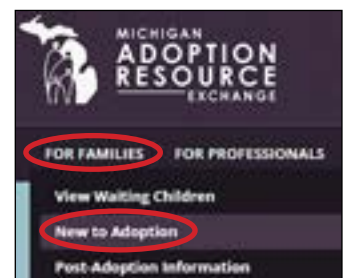 MICHIGAN
ADOPTION
RESOURCE
EXCHANGE
FOR FAMILIES FOR PROFESSIONALS
View Waiting Children
New to Adoption
Post-Adoption Information